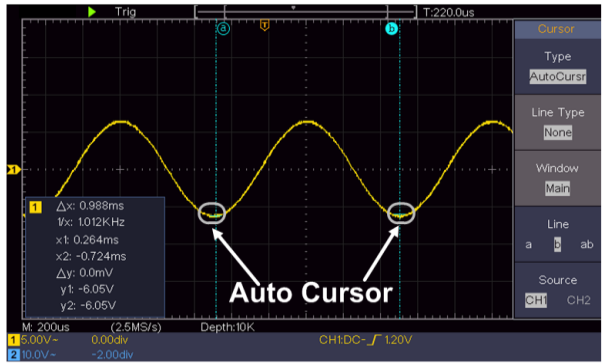 Trig
T
T:220.0us
a
b
Cursor
Type
AutoCursr
Line Type
None
Window
Main
Line
a b ab
Source
CH1 CH2
1
1
Δx: 0.988ms
1/x: 1.012KHz
x1: 0.264ms
x2: -0.724ms
Δy: 0.0mV
y1: -6.05V
y2: -6.05V
Auto Cursor
M: 200us (2.5MS/s) Depth:10K
1 5.00V~ 0.00div CH1:DC- 1.20V
2 10.0V~ -2.00div